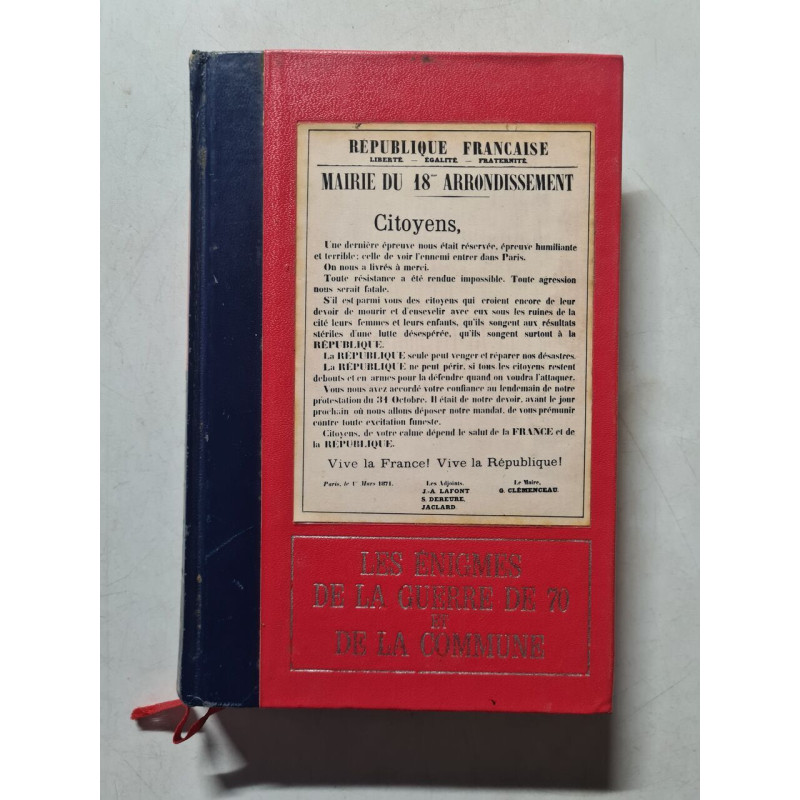 RÉPUBLIQUE FRANCAISE
LIBERTÉ — ÉGALITÉ — FRATERNITÉ
MAIRIE DU 18me ARRONDISSEMENT
Citoyens,
Une dernière épreuve nous était réservée, épreuve humiliante
et terrible; celle de voir l'ennemi entrer dans Paris.
On nous a livrés à merci.
Toute résistance a été rendue impossible. Toute agression
nous serait fatale.
S'il est parmi vous des citoyens qui croient encore de leur
devoir de mourir et d'ensevelir avec eux sous les ruines de la
cité leurs femmes et leurs enfants, qu'ils songent aux résultats
stériles d'une lutte désespérée, qu'ils songent surtout à la
RÉPUBLIQUE.
La RÉPUBLIQUE seule peut venger et réparer nos désastres.
La RÉPUBLIQUE ne peut périr, si tous les citoyens restent
debouts et en armes pour la défendre quand on voudra l'attaquer.
Vous nous avez accordé votre confiance au lendemain de notre
protestation du 31 Octobre. Il était de notre devoir, avant le jour
prochain où nous allons déposer notre mandat, de vous prémunir
contre toute excitation funeste.
Citoyens, de votre calme dépend le salut de la FRANCE et de
la RÉPUBLIQUE.
Vive la France! Vive la République!
Paris, le 1er Mars 1871. Les Adjoints, Le Maire,
J.-A. LAFONT G. CLÉMENCEAU.
S. DEREURE,
JACLARD.
LES ÉNIGMES
DE LA GUERRE DE 70
ET
DE LA COMMUNE